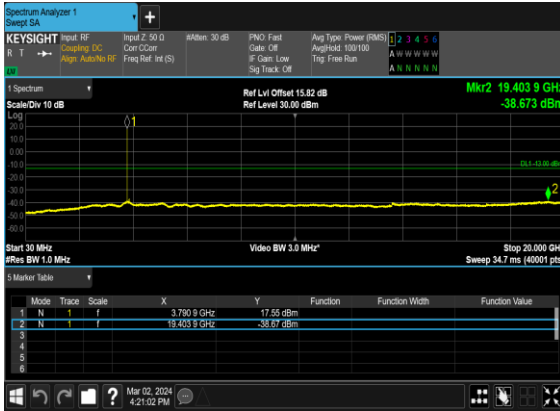 Spectrum Analyzer 1
Swept SA
+
KEYSIGHT Input: RF Input Z: 50 Ω #Atten: 30 dB PNO: Fast Avg Type: Power (RMS) 1 2 3 4 5 6
R T Coupling: DC Corr CCorr Gate: Off Avg|Hold: 100/100 A W W W W W
Align: Auto/No RF Freq Ref: Int (S) IF Gain: Low Trig: Free Run
Sig Track: Off A N N N N N
1 Spectrum Ref Lvl Offset 15.82 dB Mkr2 19.403 9 GHz
Scale/Div 10 dB Ref Level 30.00 dBm -38.673 dBm
Log
20.0
10.0
0.00
-10.0
-20.0
-30.0
-40.0
-50.0
-60.0
1
DL1 -13.00 dBm
2
Start 30 MHz Video BW 3.0 MHz* Stop 20.000 GH
#Res BW 1.0 MHz Sweep 34.7 ms (40001 pts
5 Marker Table
Mode Trace Scale X Y Function Function Width Function Value
1 N 1 f 3.790 9 GHz 17.55 dBm
2 N 1 f 19.403 9 GHz -38.67 dBm
3
4
5
6
?
Mar 02, 2024
4:21:02 PM